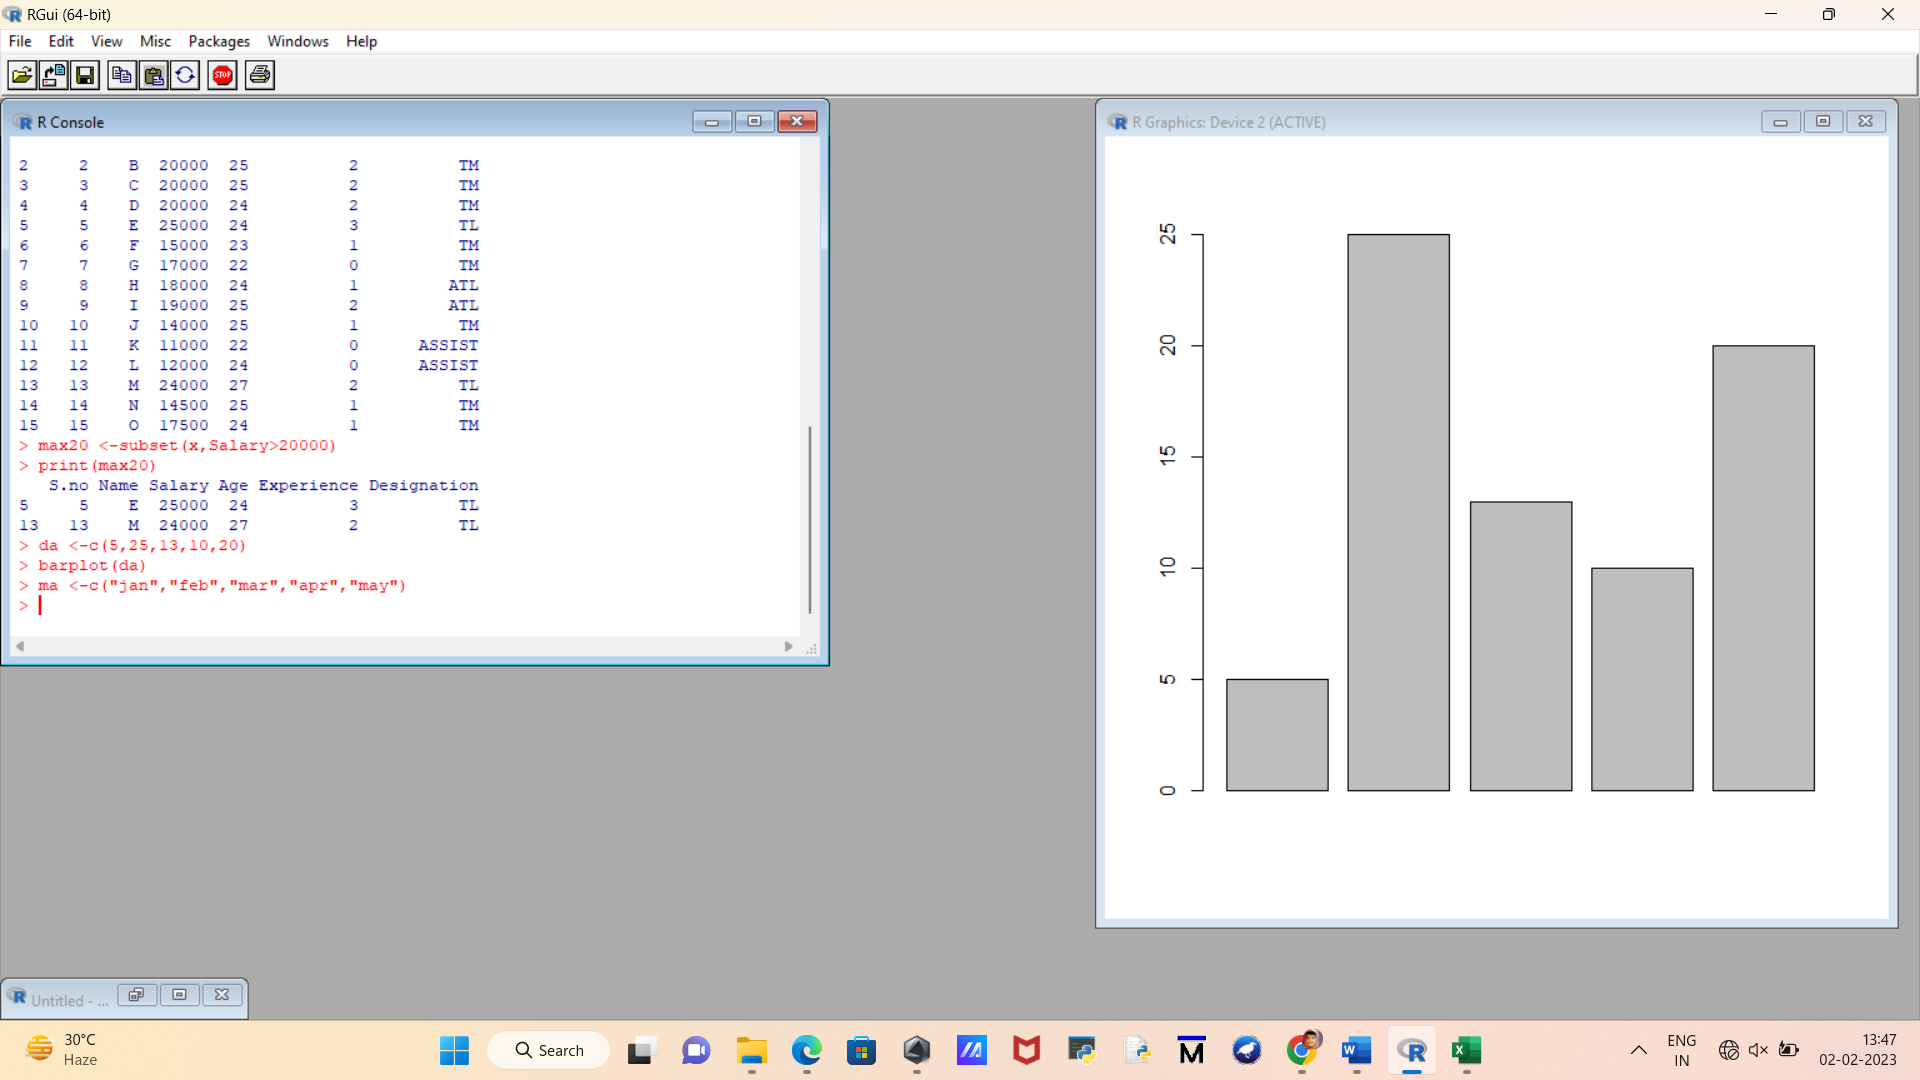 RGui (64-bit)
File Edit View Misc Packages Windows Help
STOP
R Console
2 2 B 20000 25 2 TM
3 3 C 20000 25 2 TM
4 4 D 20000 24 2 TM
5 5 E 25000 24 3 TL
6 6 F 15000 23 1 TM
7 7 G 17000 22 0 TM
8 8 H 18000 24 1 ATL
9 9 I 19000 25 2 ATL
10 10 J 14000 25 1 TM
11 11 K 11000 22 0 ASSIST
12 12 L 12000 24 0 ASSIST
13 13 M 24000 27 2 TL
14 14 N 14500 25 1 TM
15 15 O 17500 24 1 TM
> max20 <-subset(x,Salary>20000)
> print(max20)
S.no Name Salary Age Experience Designation
5 5 E 25000 24 3 TL
13 13 M 24000 27 2 TL
> da <-c(5,25,13,10,20)
> barplot(da)
> ma <-c("jan","feb","mar","apr","may")
>
R Graphics: Device 2 (ACTIVE)
25
20
15
10
5
0
Untitled - ...
30°C
Haze
Search
ENG
IN
13:47
02-02-2023